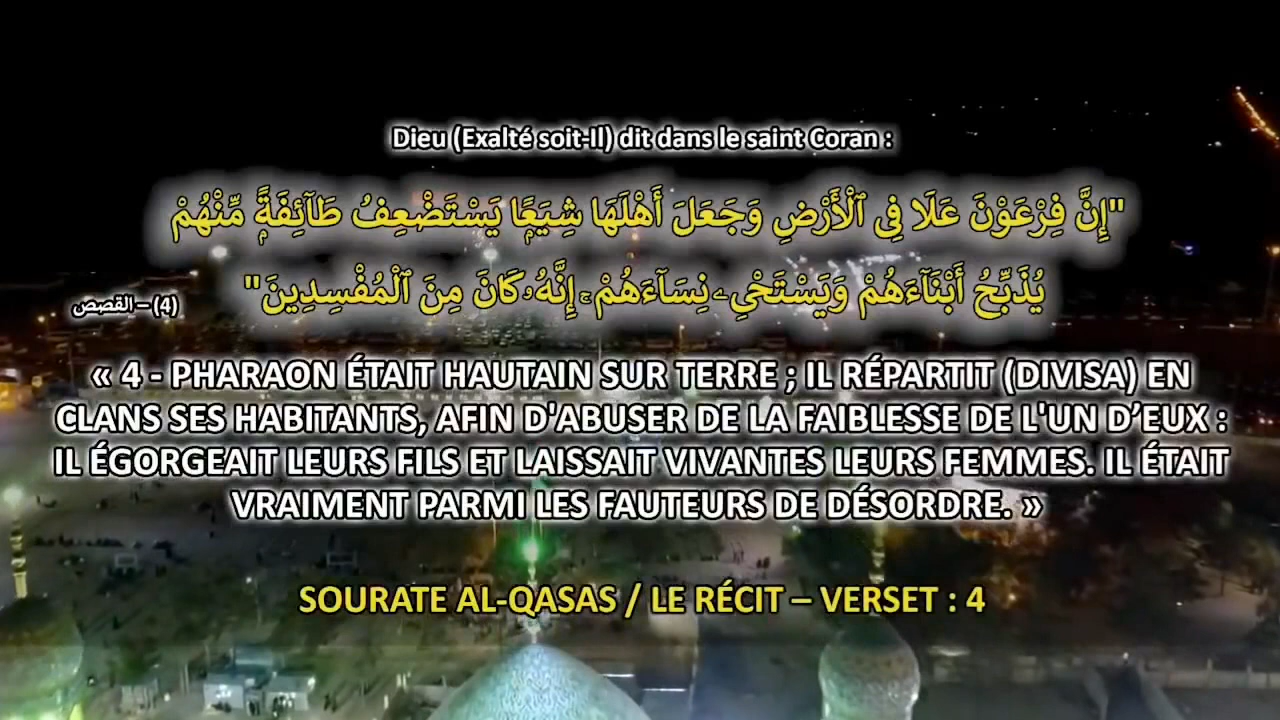 Dieu (Exalté soit-Il) dit dans le saint Coran :
"إِنَّ فِرْعَوْنَ عَلَا فِى ٱلْأَرْضِ وَجَعَلَ أَهْلَهَا شِيَعًۭا يَسْتَضْعِفُ طَآئِفَةًۭ مِّنْهُمْ
يُذَبِّحُ أَبْنَآءَهُمْ وَيَسْتَحْىِۦ نِسَآءَهُمْ ۚ إِنَّهُۥ كَانَ مِنَ ٱلْمُفْسِدِينَ"
(4) – القصص
« 4 - PHARAON ÉTAIT HAUTAIN SUR TERRE ; IL RÉPARTIT (DIVISA) EN
CLANS SES HABITANTS, AFIN D'ABUSER DE LA FAIBLESSE DE L'UN D’EUX :
IL ÉGORGEAIT LEURS FILS ET LAISSAIT VIVANTES LEURS FEMMES. IL ÉTAIT
VRAIMENT PARMI LES FAUTEURS DE DÉSORDRE. »
SOURATE AL-QASAS / LE RÉCIT – VERSET : 4